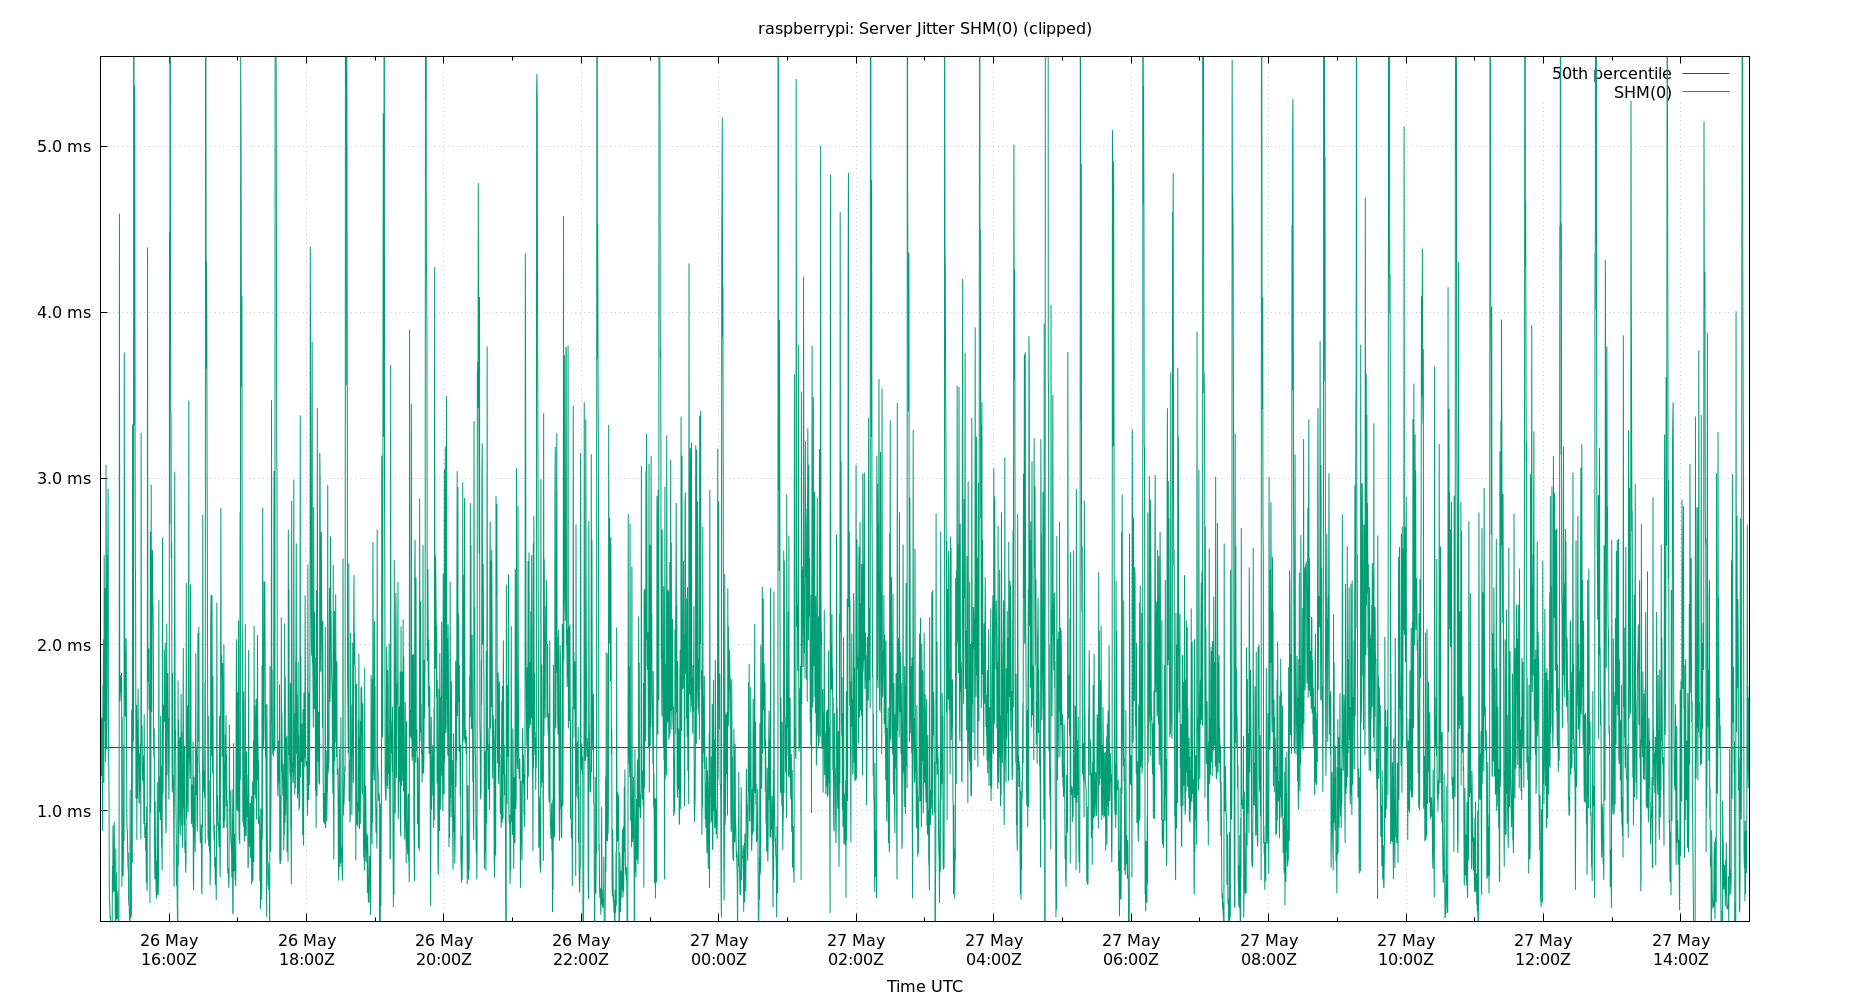 raspberrypi: Server Jitter SHM(0) (clipped)
50th percentile
SHM(0)
5.0 ms
4.0 ms
3.0 ms
2.0 ms
1.0 ms
26 May 26 May 26 May 26 May 27 May 27 May 27 May 27 May 27 May 27 May 27 May 27 May
16:00Z 18:00Z 20:00Z 22:00Z 00:00Z 02:00Z 04:00Z 06:00Z 08:00Z 10:00Z 12:00Z 14:00Z
Time UTC